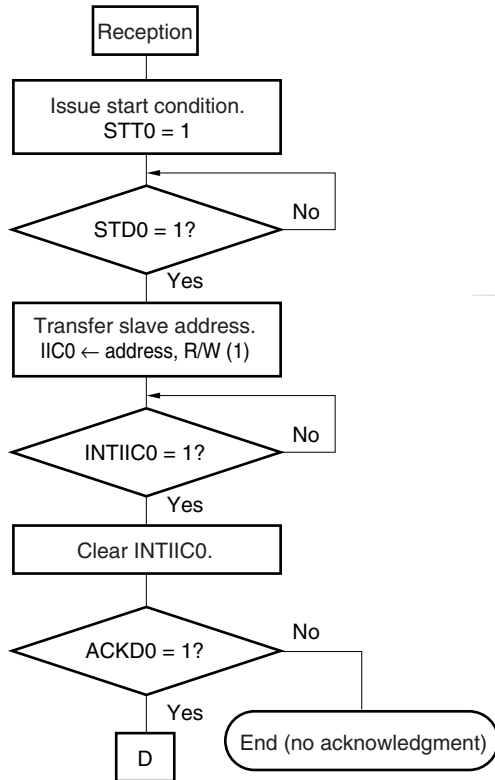 Reception
Issue start condition.
STT0 = 1
STD0 = 1?
No
Yes
Transfer slave address.
IIC0 ← address, R/W (1)
INTIIC0 = 1?
No
Yes
Clear INTIIC0.
ACKD0 = 1?
No
Yes
D
End (no acknowledgment)